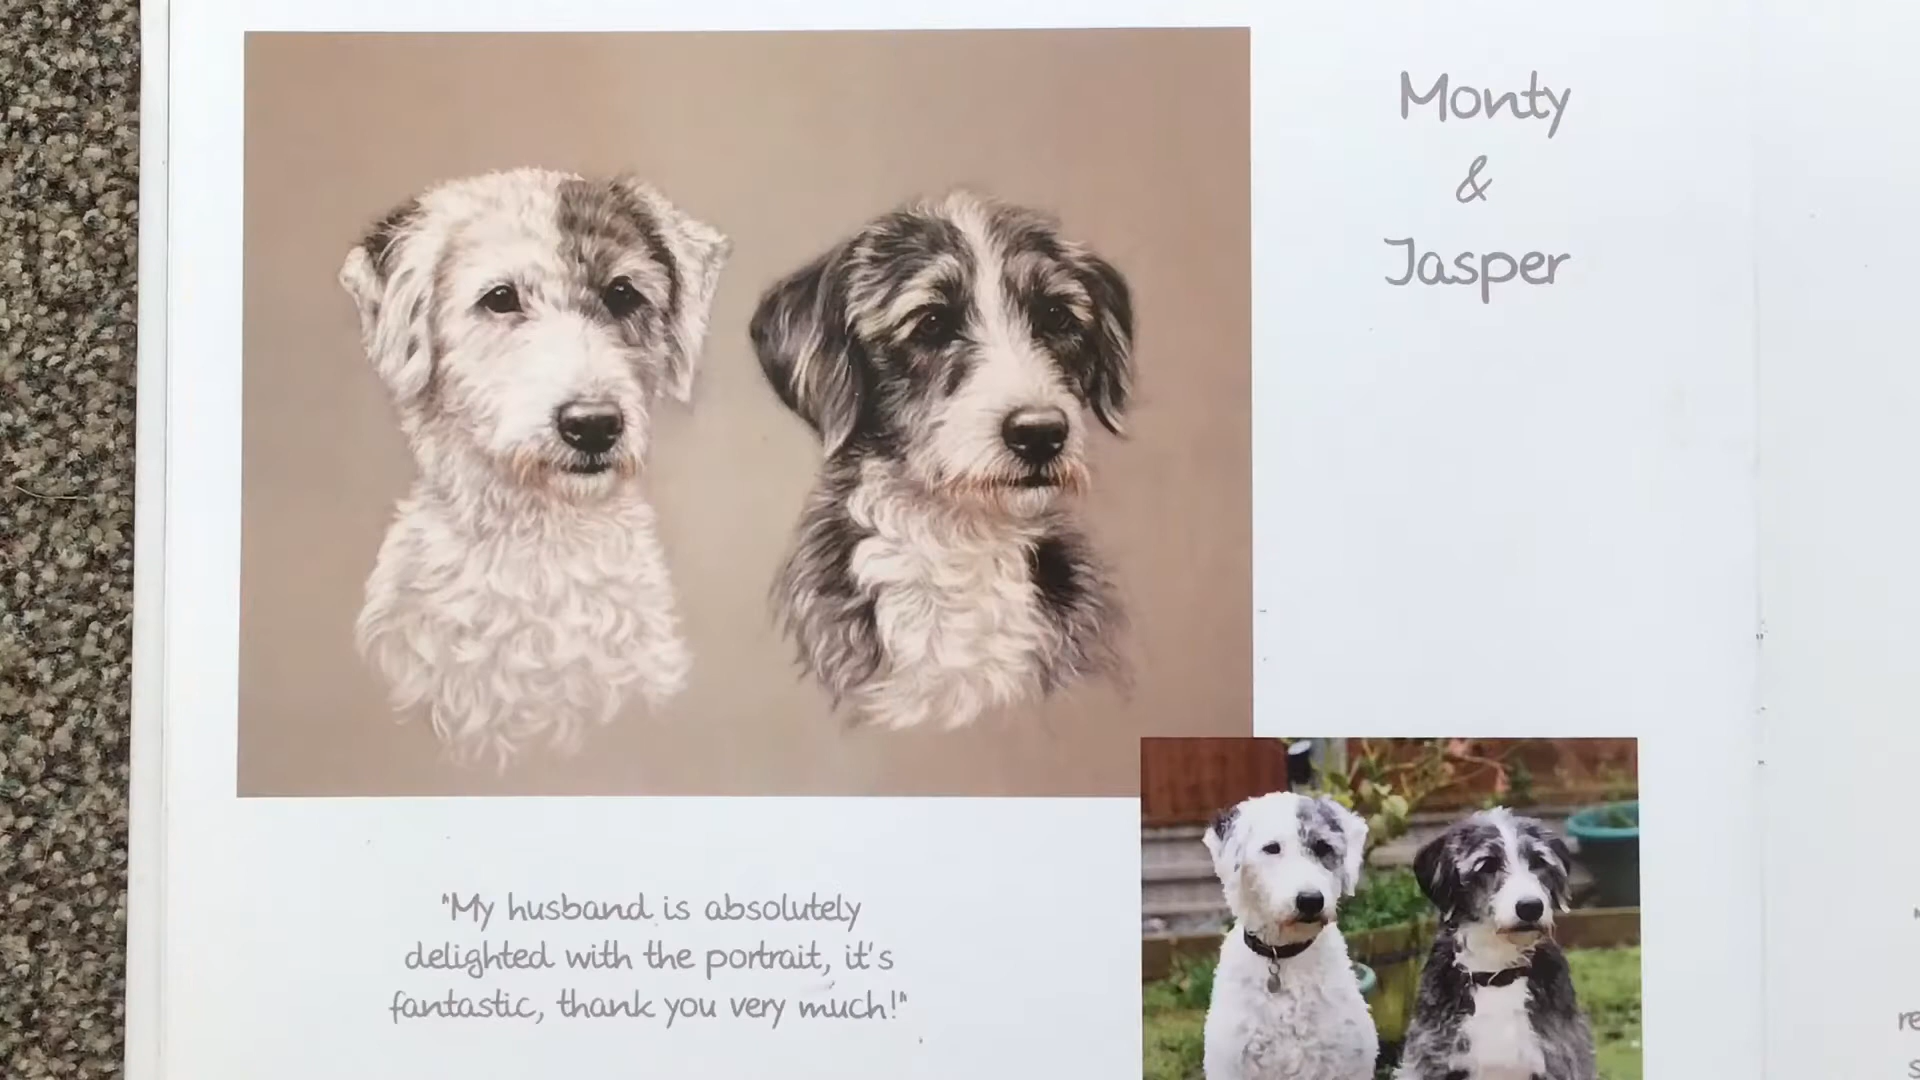 Monty
&
Jasper
"My husband is absolutely
delighted with the portrait, it's
fantastic, thank you very much!"